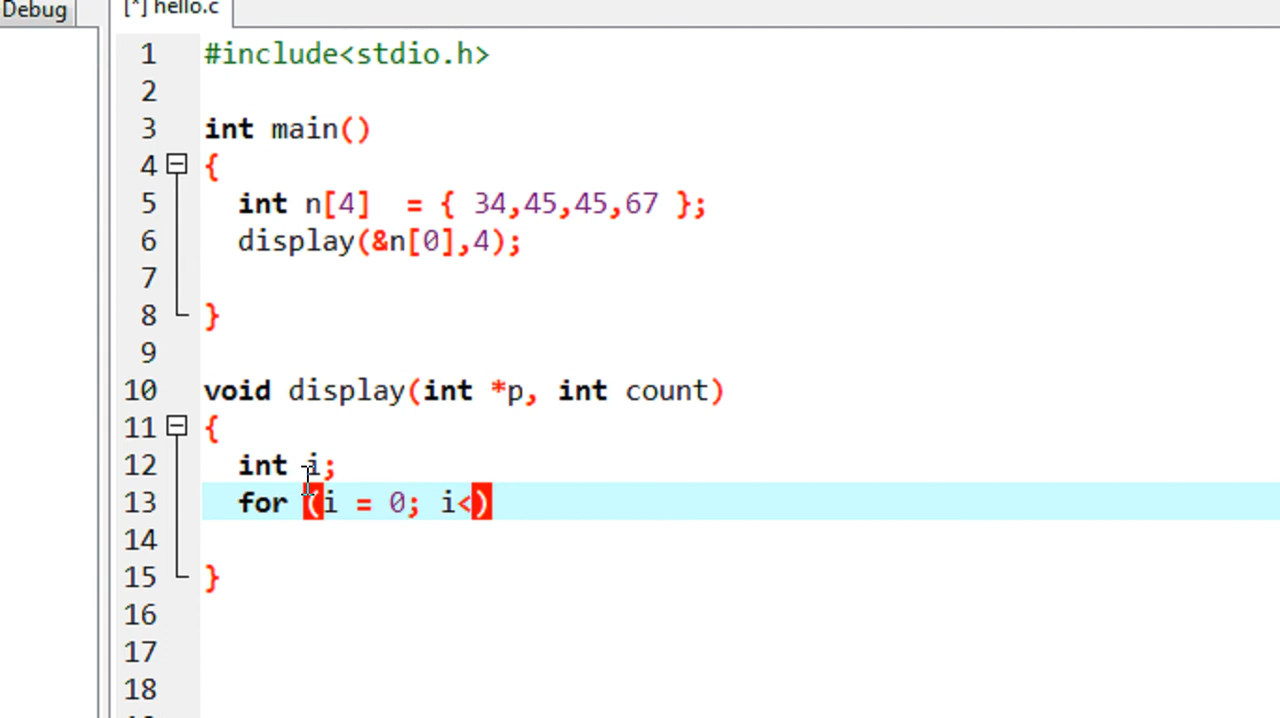 Debug [*] hello.c
1 #include<stdio.h>
2
3 int main()
4 {
5 int n[4]  = { 34,45,45,67 };
6 display(&n[0],4);
7
8 }
9
10 void display(int *p, int count)
11 {
12 int i;
13 for (i = 0; i<)
14
15 }
16
17
18